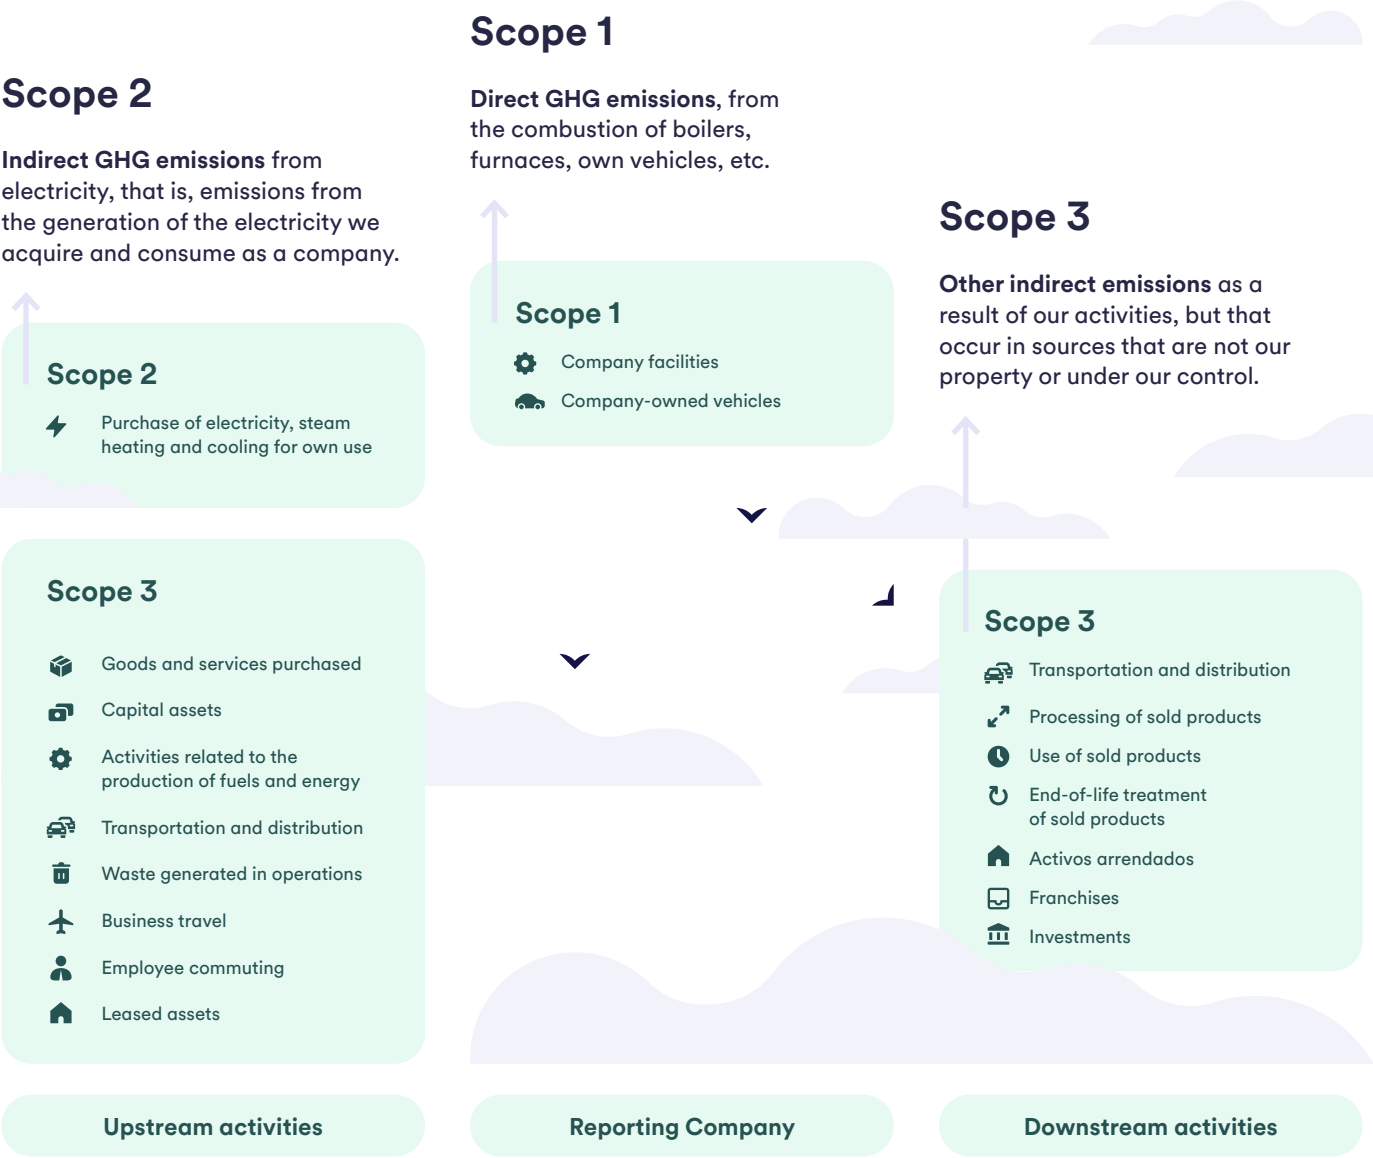 Scope 2
Indirect GHG emissions from
electricity, that is, emissions from
the generation of the electricity we
acquire and consume as a company.
Scope 2
Purchase of electricity, steam
heating and cooling for own use
Scope 3
Goods and services purchased
Capital assets
Activities related to the
production of fuels and energy
Transportation and distribution
Waste generated in operations
Business travel
Employee commuting
Leased assets
Upstream activities
Scope 1
Direct GHG emissions, from
the combustion of boilers,
furnaces, own vehicles, etc.
Scope 1
Company facilities
Company-owned vehicles
Reporting Company
Scope 3
Other indirect emissions as a
result of our activities, but that
occur in sources that are not our
property or under our control.
Scope 3
Transportation and distribution
Processing of sold products
Use of sold products
End-of-life treatment
of sold products
Activos arrendados
Franchises
Investments
Downstream activities